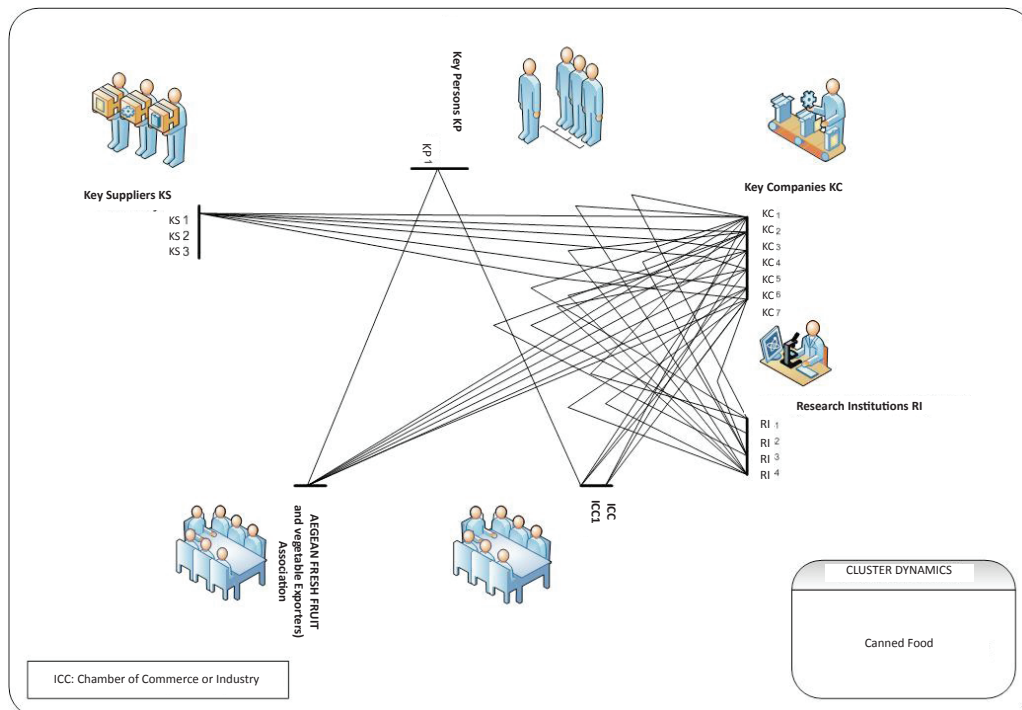 Key Persons KP
KP 1
Key Suppliers KS
KS 1
KS 2
KS 3
Key Companies KC
KC 1
KC 2
KC 3
KC 4
KC 5
KC 6
KC 7
Research Institutions RI
RI 1
RI 2
RI 3
RI 4
AEGEAN FRESH FRUIT
and vegetable Exporters)
Association
ICC
ICC1
CLUSTER DYNAMICS
Canned Food
ICC: Chamber of Commerce or Industry